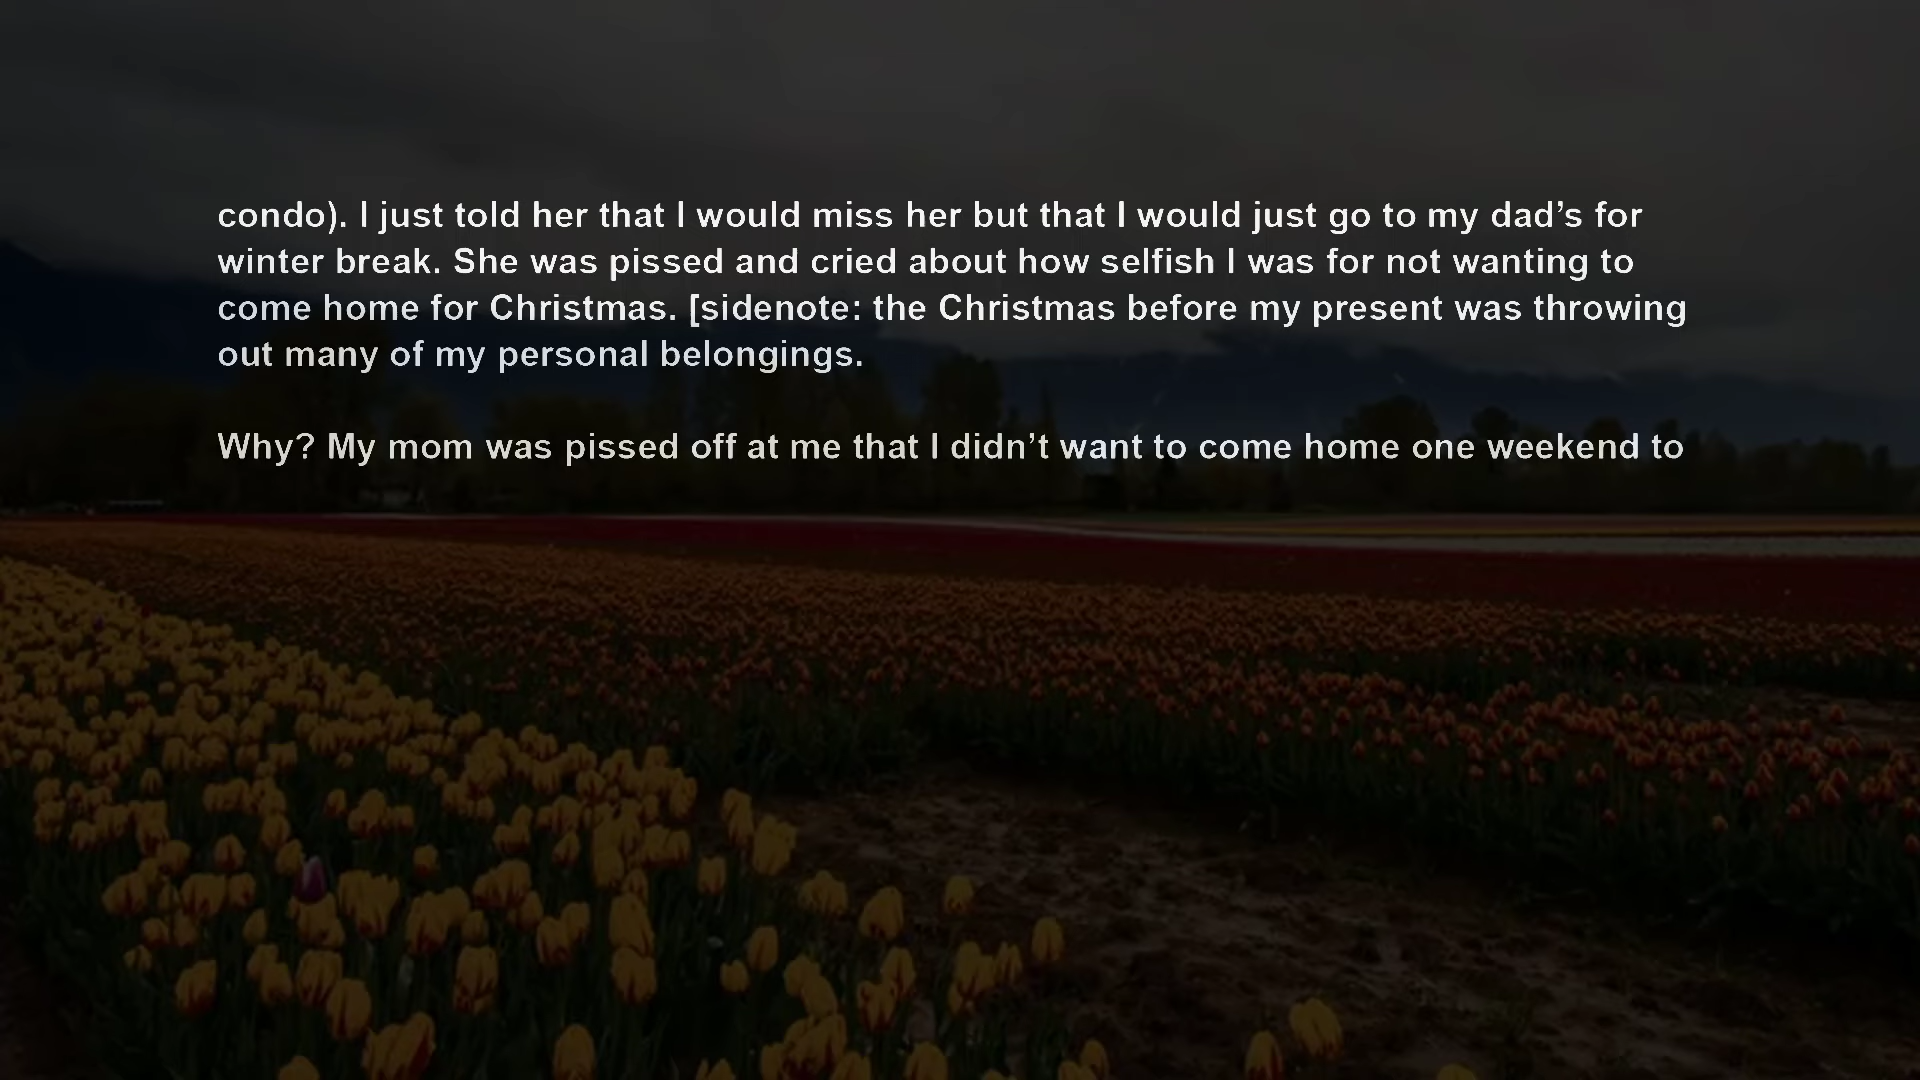 condo). I just told her that I would miss her but that I would just go to my dad’s for
winter break. She was pissed and cried about how selfish I was for not wanting to
come home for Christmas. [sidenote: the Christmas before my present was throwing
out many of my personal belongings.
Why? My mom was pissed off at me that I didn’t want to come home one weekend to